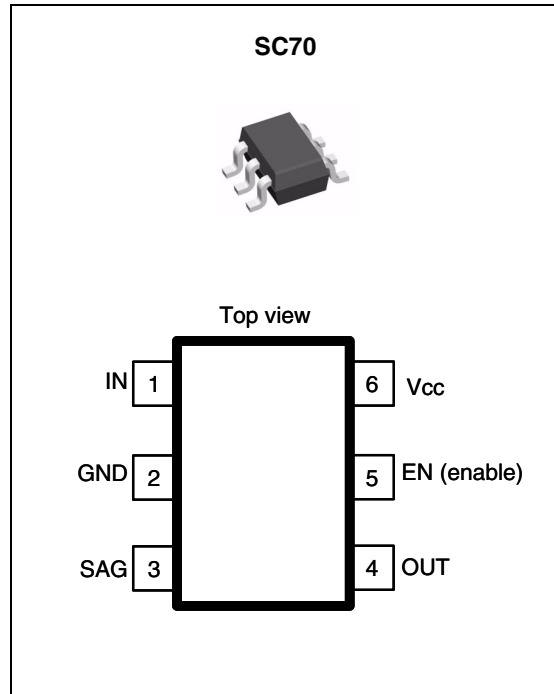 SC70
Top view
IN 1 6 Vcc
GND 2 5 EN (enable)
SAG 3 4 OUT